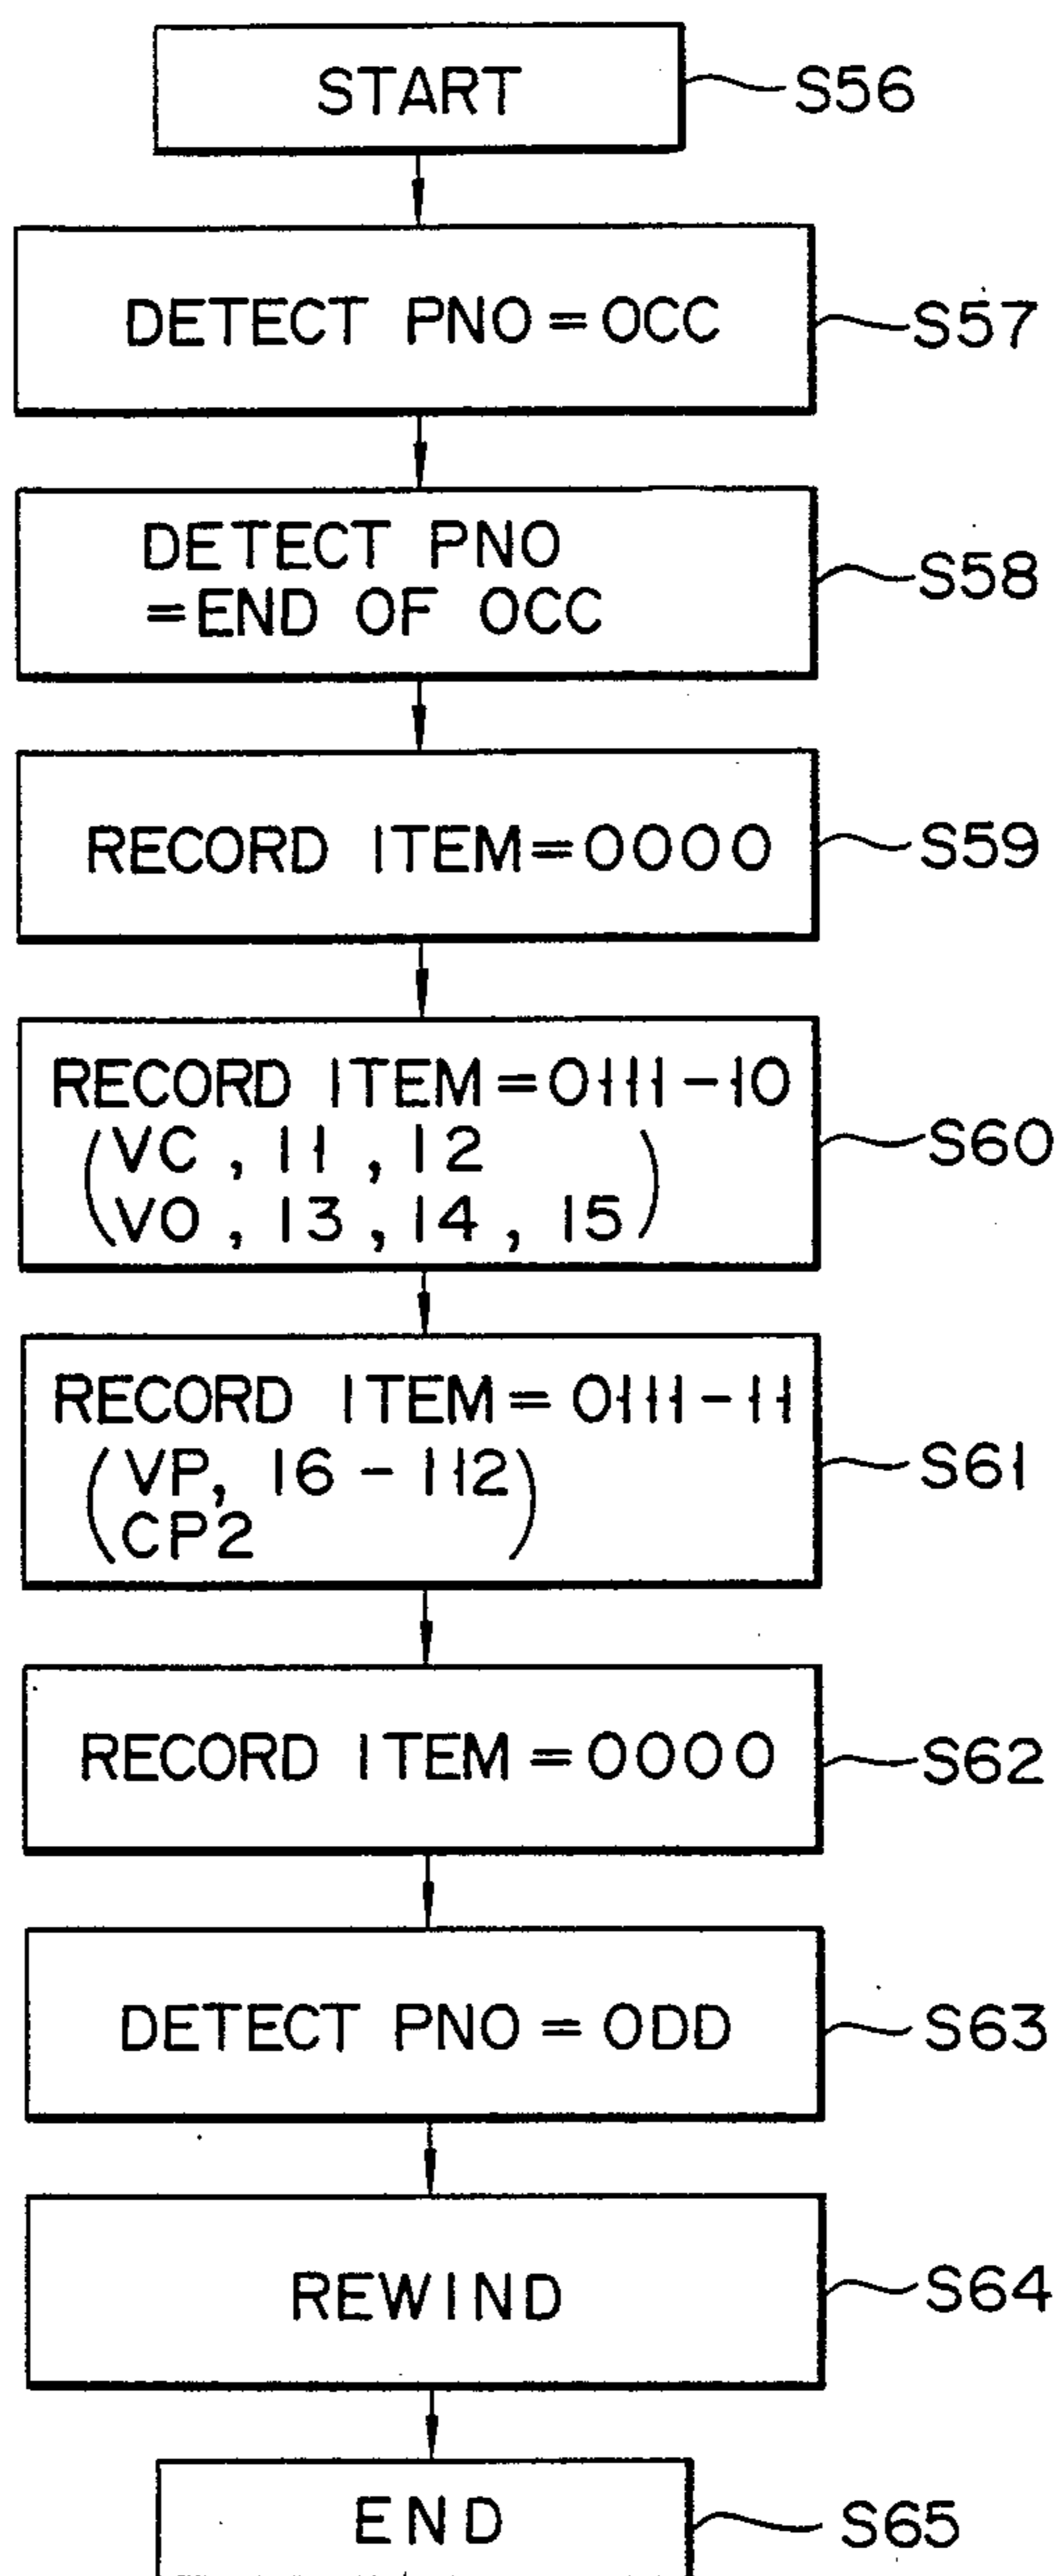 START
S56
DETECT PNO = OCC
S57
DETECT PNO
= END OF OCC
S58
RECORD ITEM = 0000
S59
RECORD ITEM = 0111-10
(VC, 11, 12
VO, 13, 14, 15)
S60
RECORD ITEM = 0111-11
(VP, 16 - 112)
CP2
S61
RECORD ITEM = 0000
S62
DETECT PNO = ODD
S63
REWIND
S64
END
S65